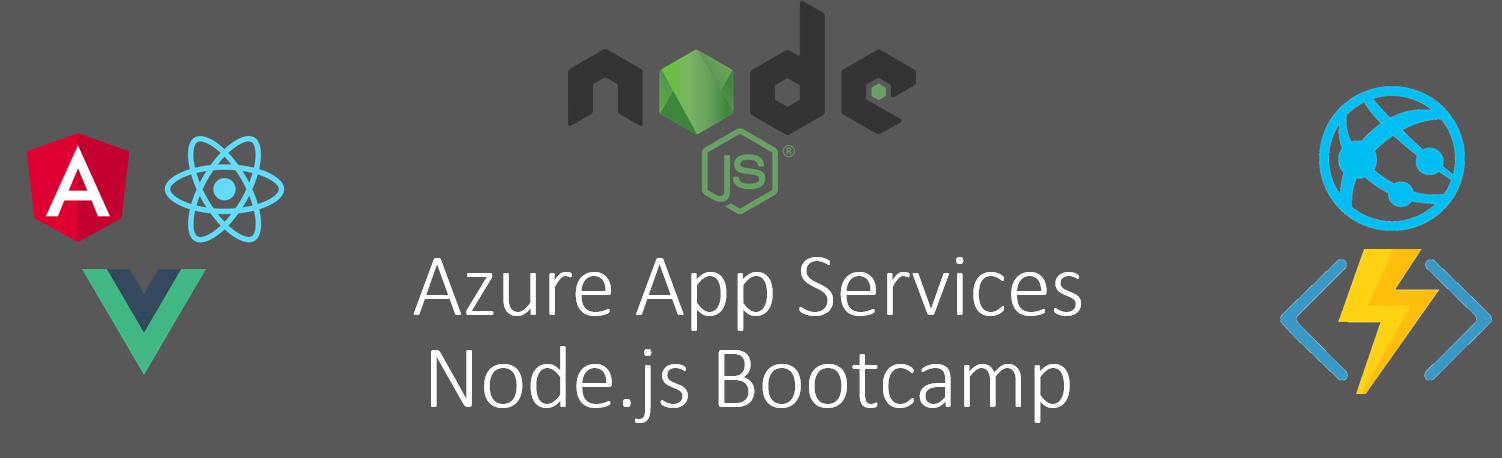 node
JS®
A
Azure App Services
Node.js Bootcamp